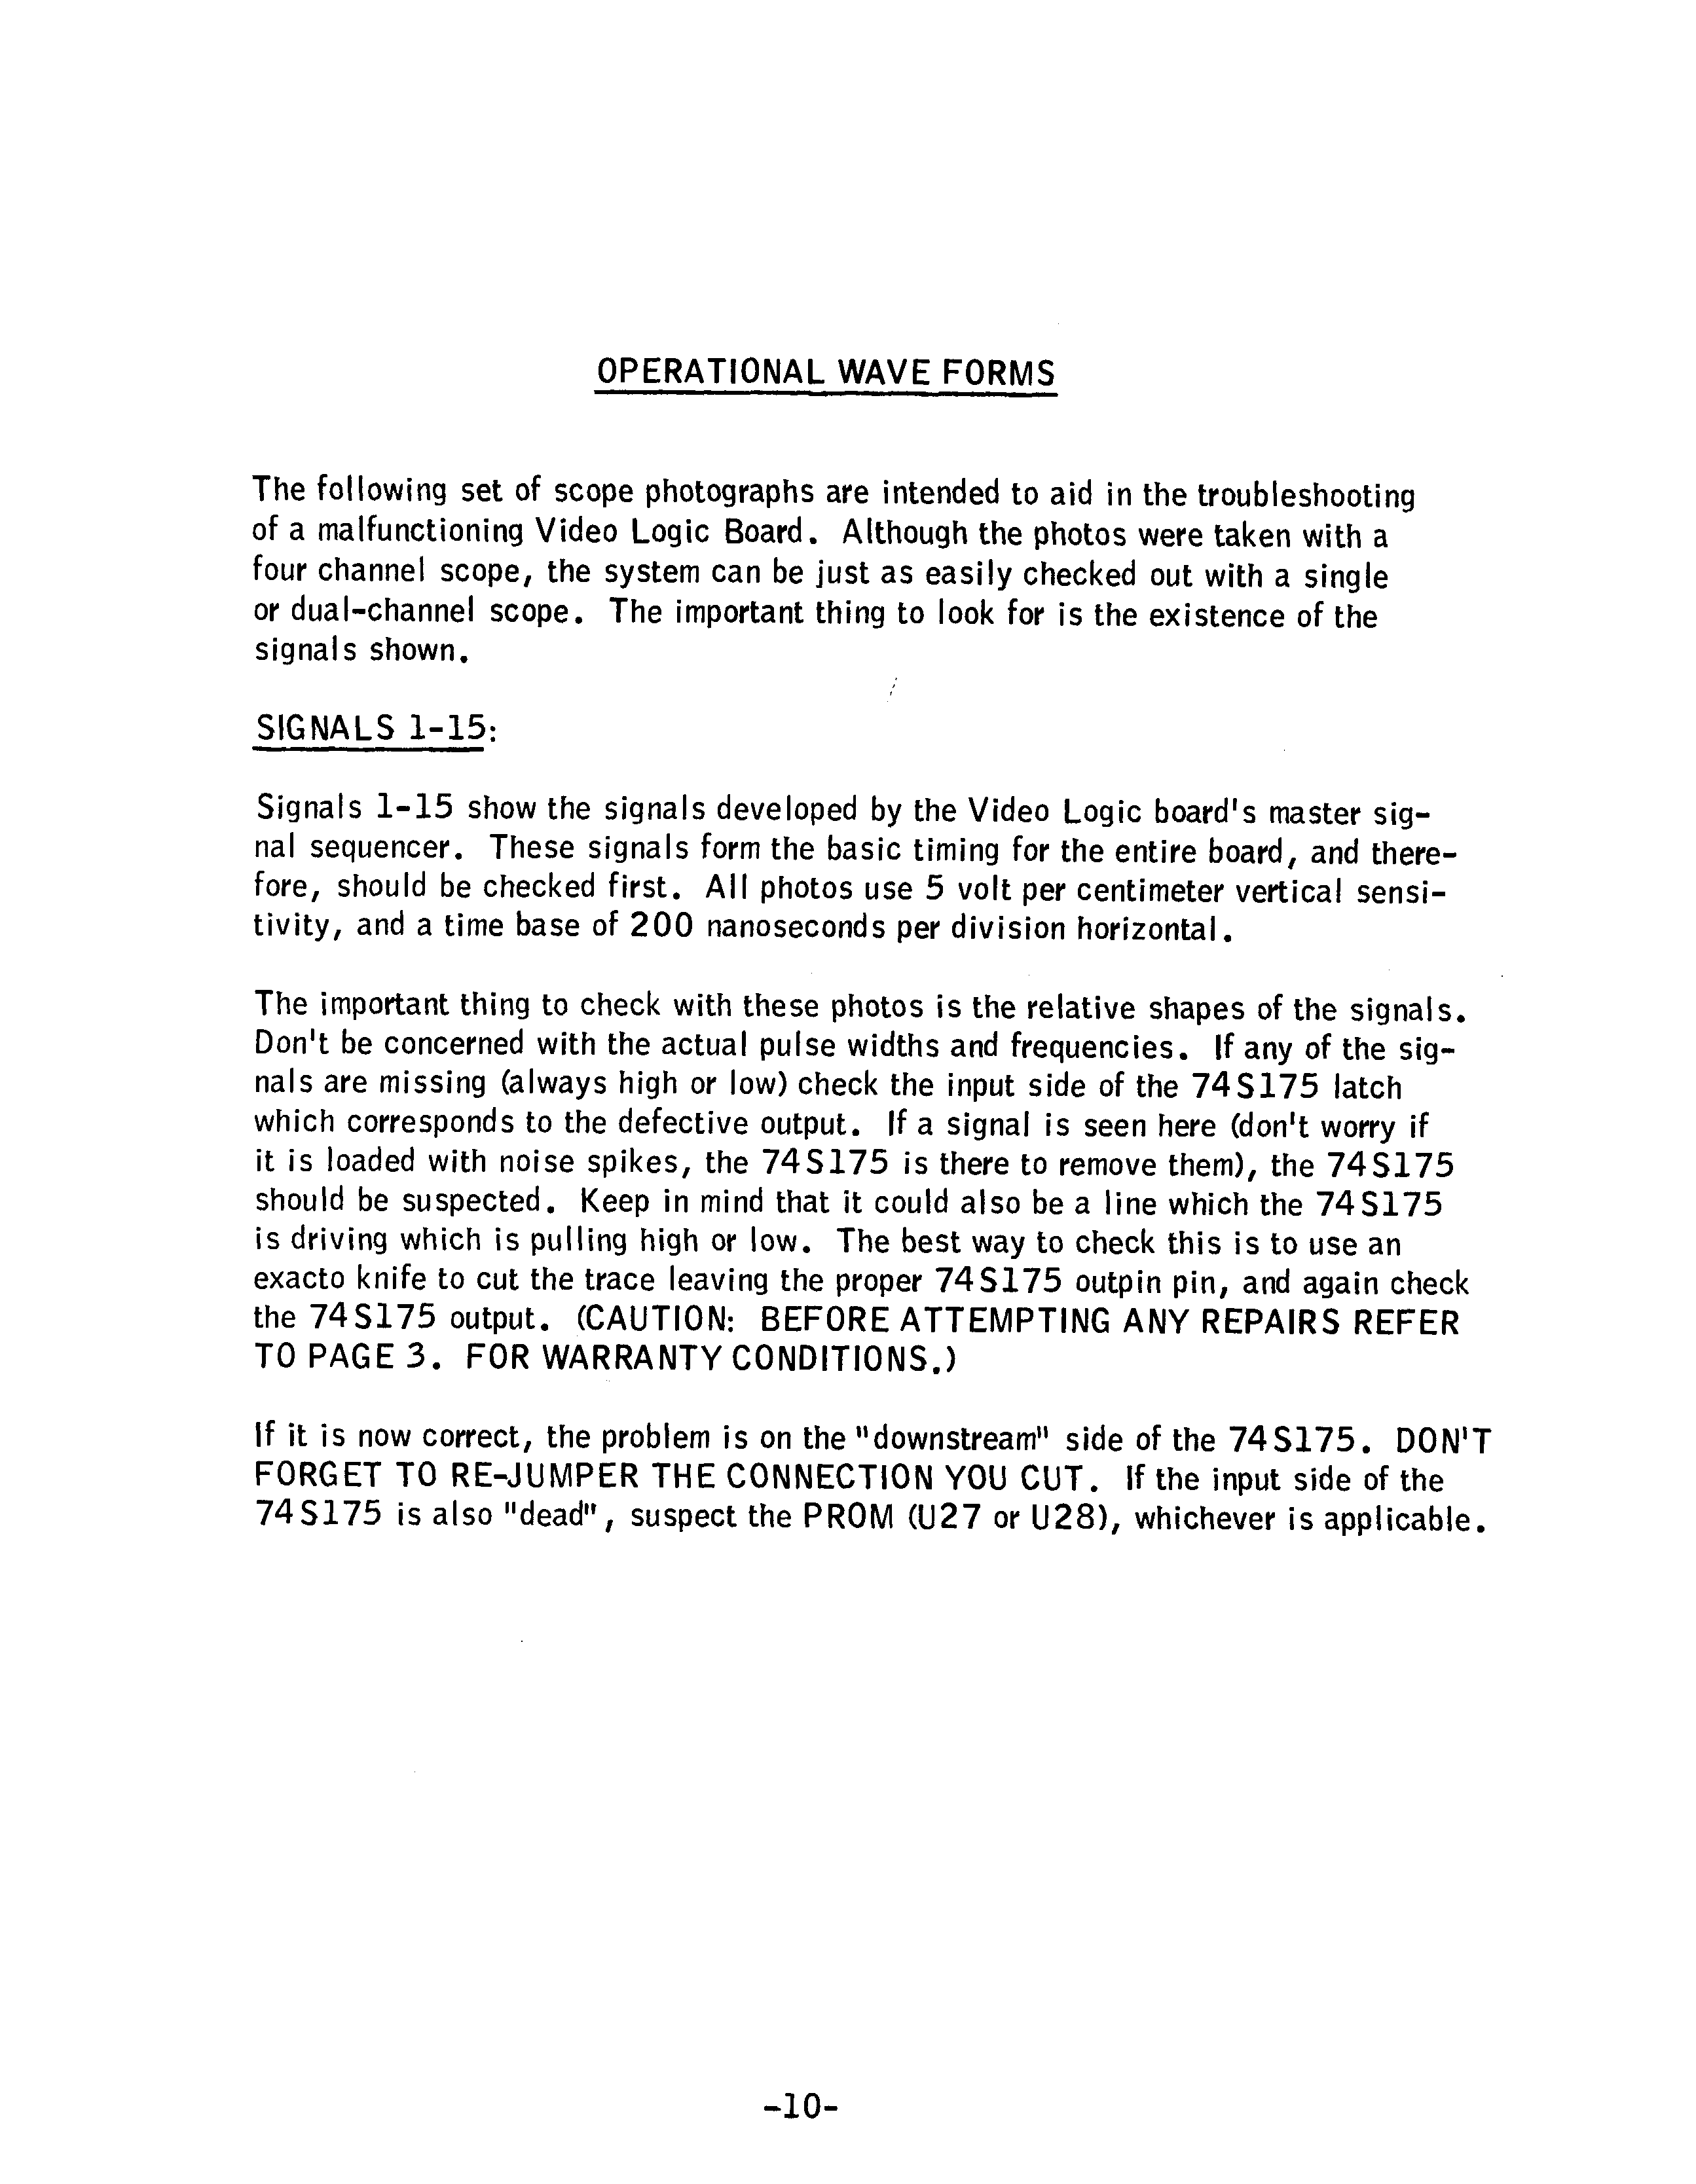 OPERATIONAL WAVE FORMS
The following set of scope photographs are intended to aid in the troubleshooting
of a malfunctioning Video Logic Board. Although the photos were taken with a
four channel scope, the system can be just as easily checked out with a single
or dual-channel scope. The important thing to look for is the existence of the
signals shown.
SIGNALS 1-15:
Signals 1-15 show the signals developed by the Video Logic board's master sig-
nal sequencer. These signals form the basic timing for the entire board, and there-
fore, should be checked first. All photos use 5 volt per centimeter vertical sensi-
tivity, and a time base of 200 nanoseconds per division horizontal.
The important thing to check with these photos is the relative shapes of the signals.
Don't be concerned with the actual pulse widths and frequencies. If any of the sig-
nals are missing (always high or low) check the input side of the 74S175 latch
which corresponds to the defective output. If a signal is seen here (don't worry if
it is loaded with noise spikes, the 74S175 is there to remove them), the 74S175
should be suspected. Keep in mind that it could also be a line which the 74S175
is driving which is pulling high or low. The best way to check this is to use an
exacto knife to cut the trace leaving the proper 74S175 outpin pin, and again check
the 74S175 output. (CAUTION: BEFORE ATTEMPTING ANY REPAIRS REFER
TO PAGE 3. FOR WARRANTY CONDITIONS.)
If it is now correct, the problem is on the "downstream" side of the 74S175. DON'T
FORGET TO RE-JUMPER THE CONNECTION YOU CUT. If the input side of the
74S175 is also "dead", suspect the PROM (U27 or U28), whichever is applicable.
-10-